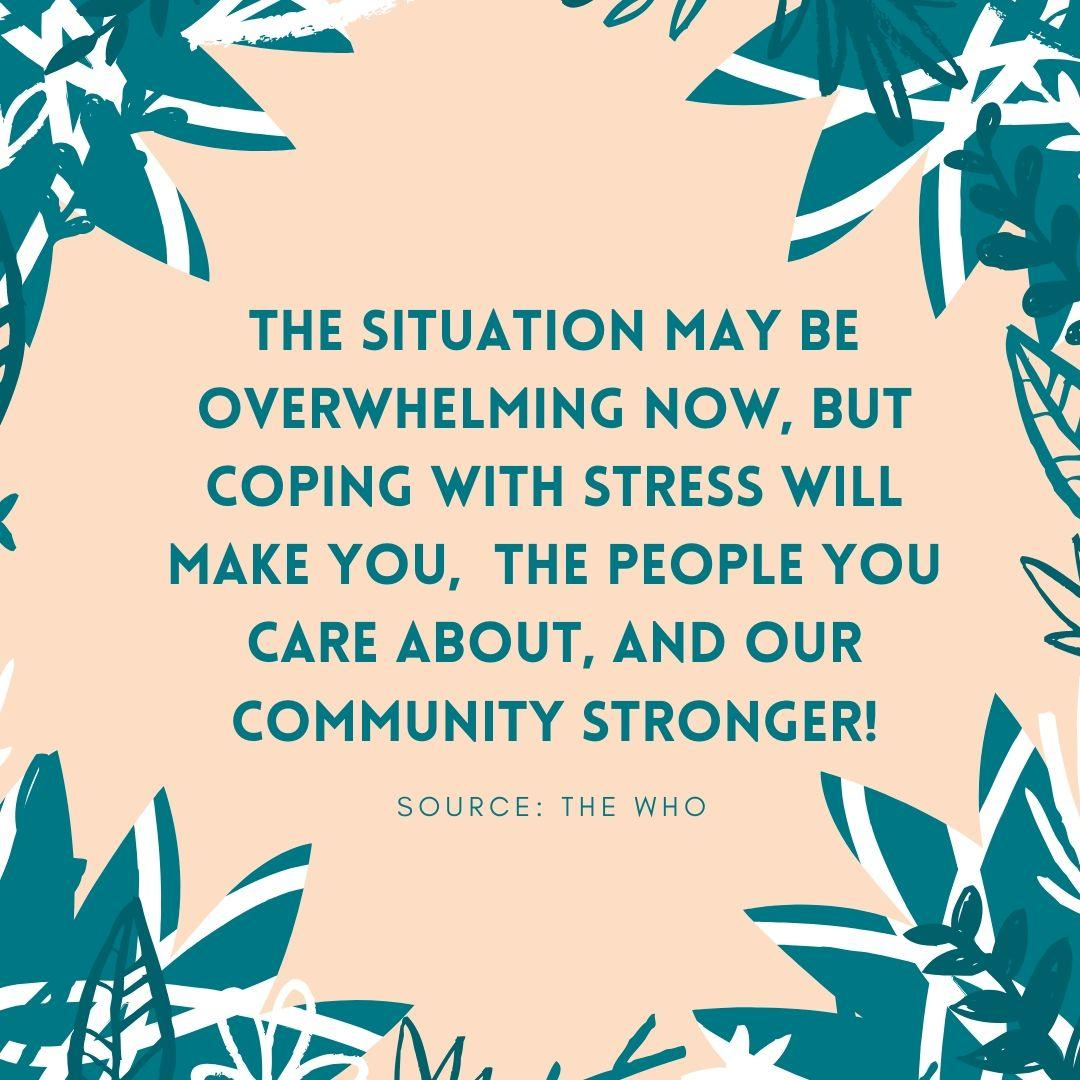 THE SITUATION MAY BE
OVERWHELMING NOW, BUT
COPING WITH STRESS WILL
MAKE YOU,  THE PEOPLE YOU
CARE ABOUT, AND OUR
COMMUNITY STRONGER!
SOURCE: THE WHO